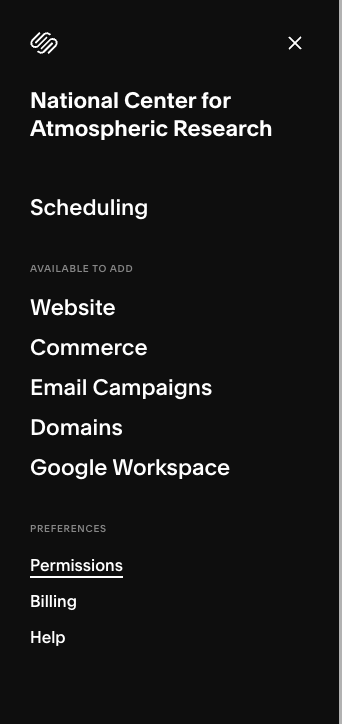 National Center for
Atmospheric Research
Scheduling
AVAILABLE TO ADD
Website
Commerce
Email Campaigns
Domains
Google Workspace
PREFERENCES
Permissions
Billing
Help